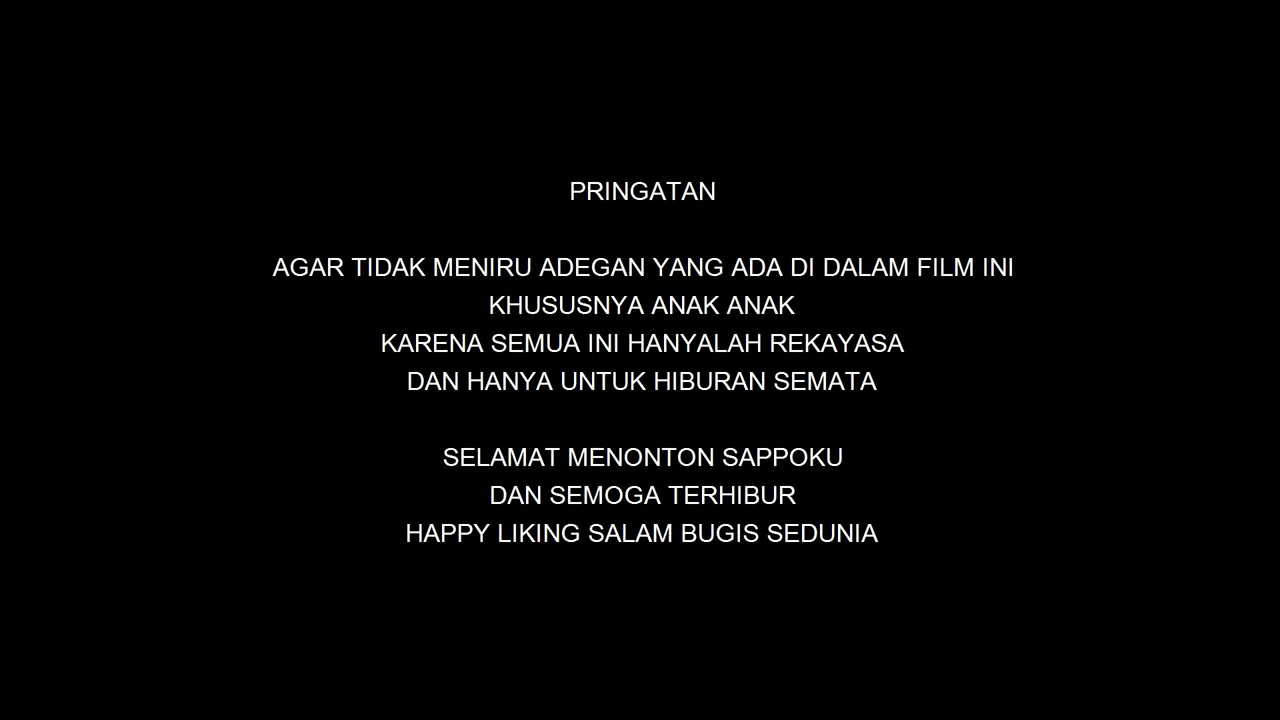 PRINGATAN
AGAR TIDAK MENIRU ADEGAN YANG ADA DI DALAM FILM INI
KHUSUSNYA ANAK ANAK
KARENA SEMUA INI HANYALAH REKAYASA
DAN HANYA UNTUK HIBURAN SEMATA
SELAMAT MENONTON SAPPOKU
DAN SEMOGA TERHIBUR
HAPPY LIKING SALAM BUGIS SEDUNIA